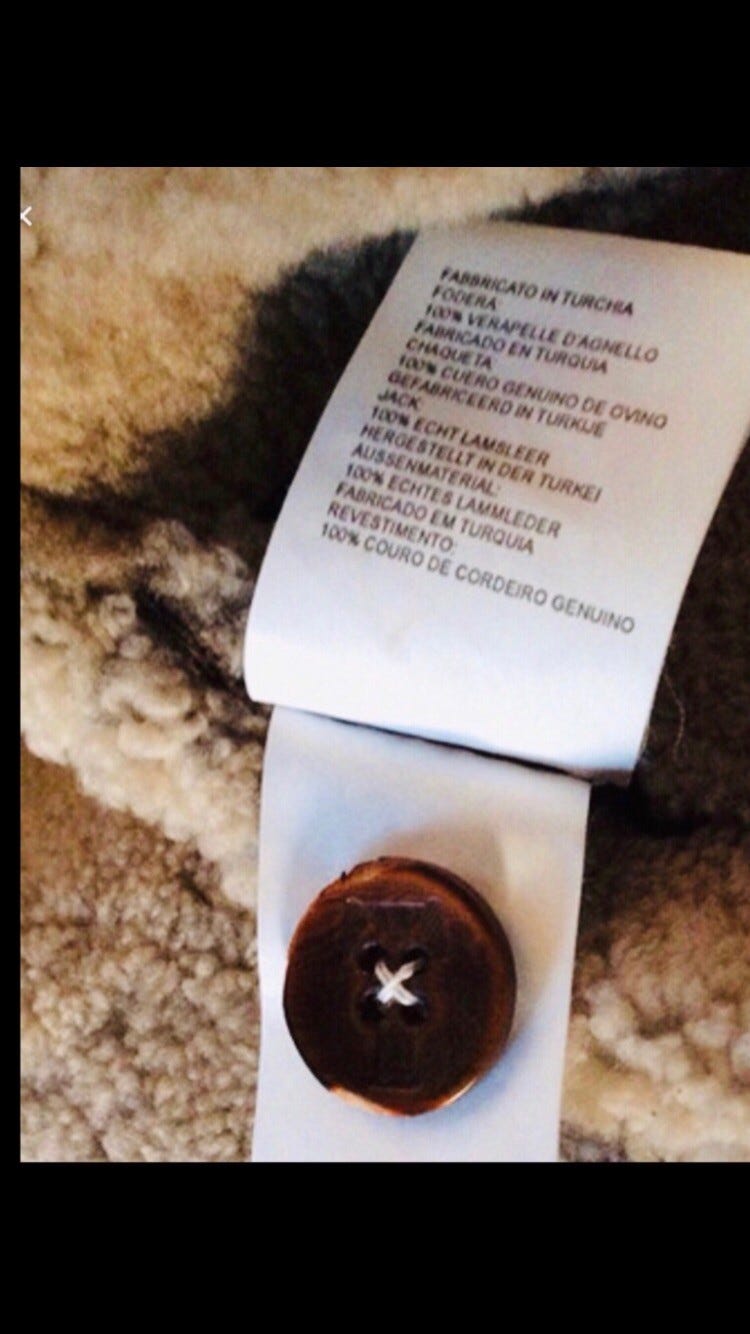 FABBRICATO IN TURCHIA
FODERA:
100% VERAPELLE D'AGNELLO
FABRICADO EN TURQUIA
CHAQUETA:
100% CUERO GENUINO DE OVINO
GEFABRICEERD IN TURKIJE
JACK:
100% ECHT LAMSLEER
HERGESTELLT IN DER TURKEI
AUSSENMATERIAL:
100% ECHTES LAMMLEDER
FABRICADO EM TURQUIA
REVESTIMENTO:
100% COURO DE CORDEIRO GENUINO